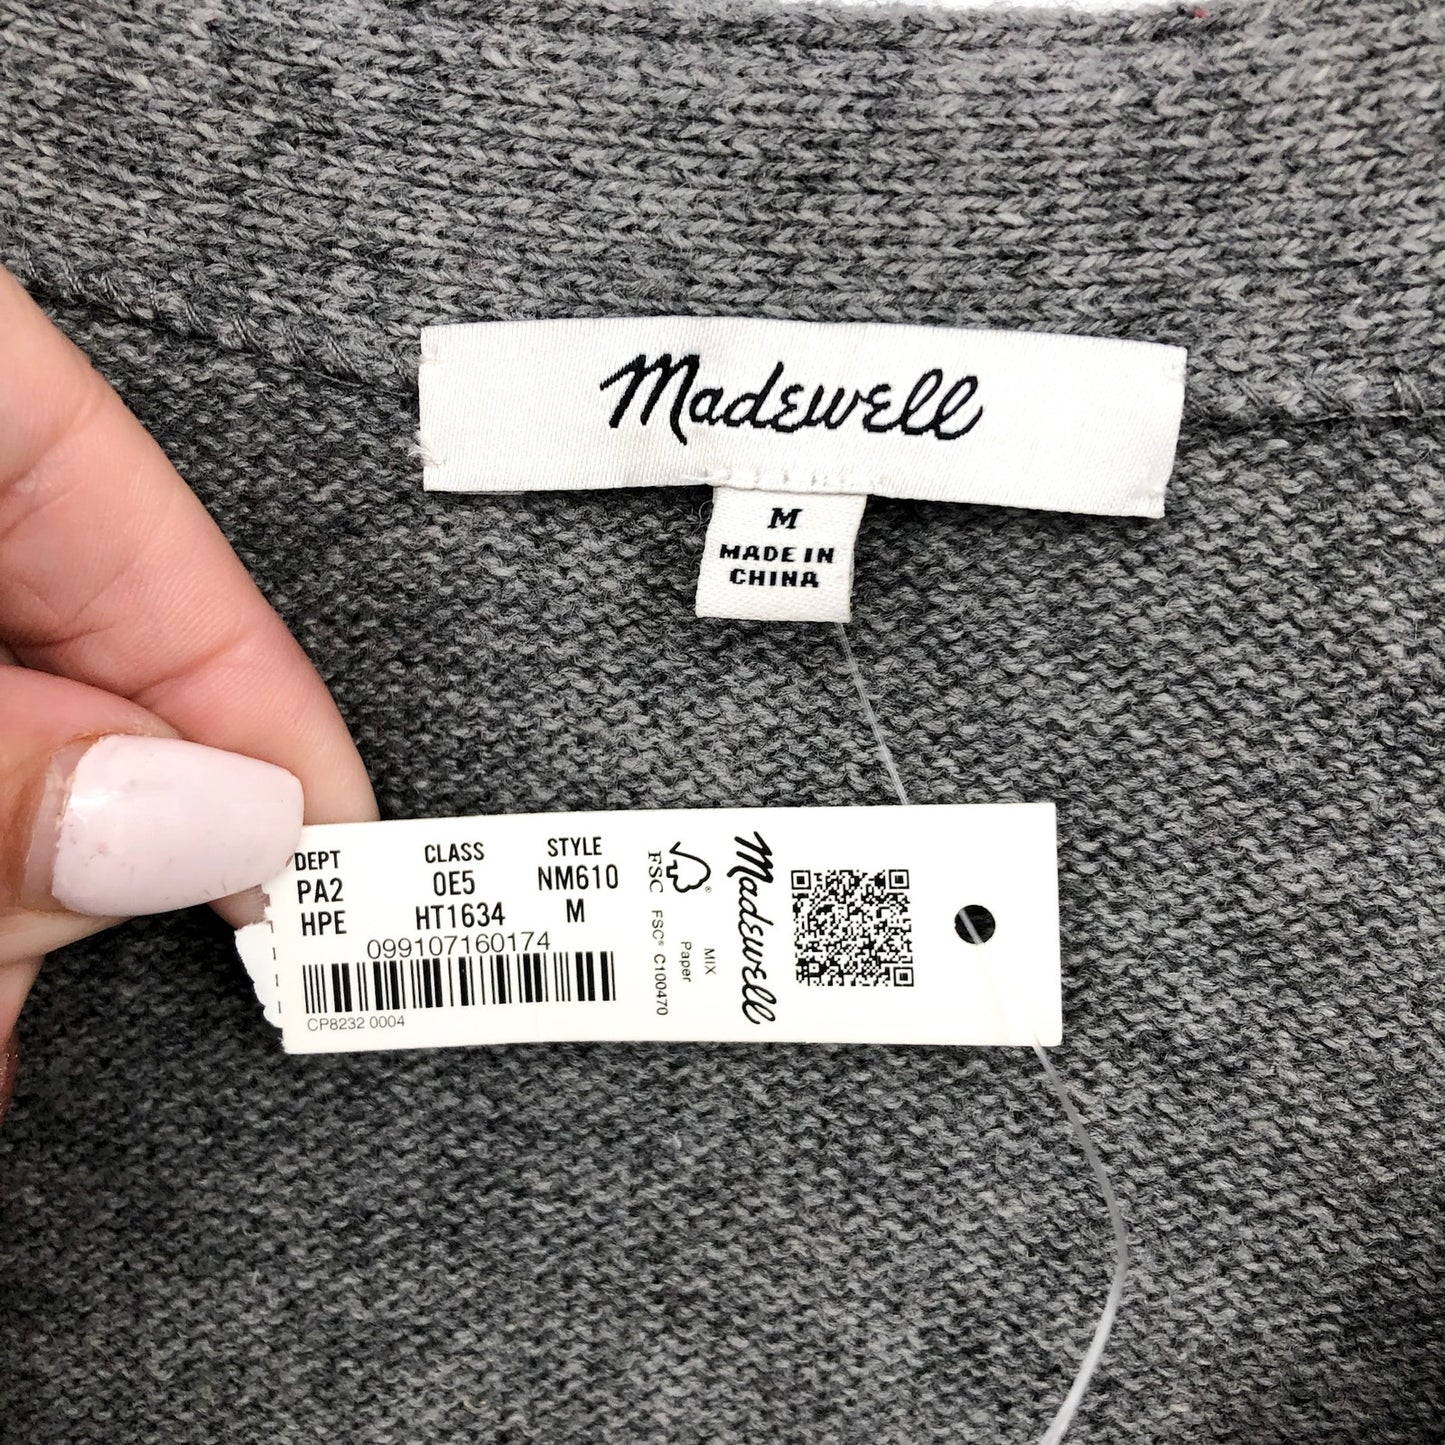 Madewell
M
MADE IN
CHINA
DEPT CLASS STYLE
PA2 0E5 NM610
HPE HT1634 M
099107160174
CP8232 0004
FSC
®
FSC® C100470
MIX
Paper
Madewell